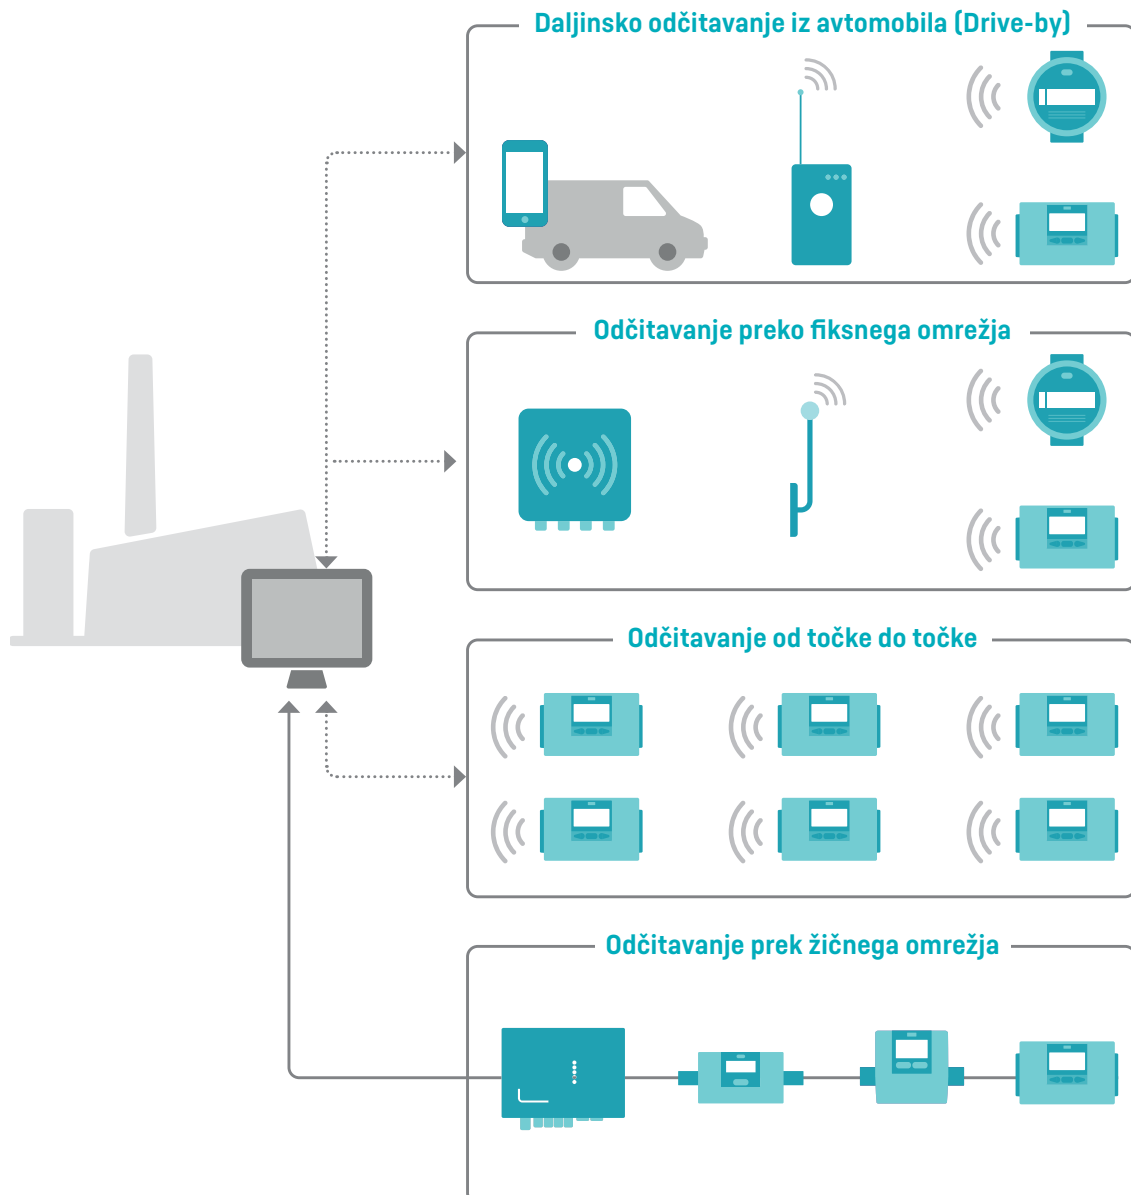 Daljinsko odčitavanje iz avtomobila (Drive-by)
Odčitavanje preko fiksnega omrežja
Odčitavanje od točke do točke
Odčitavanje prek žičnega omrežja